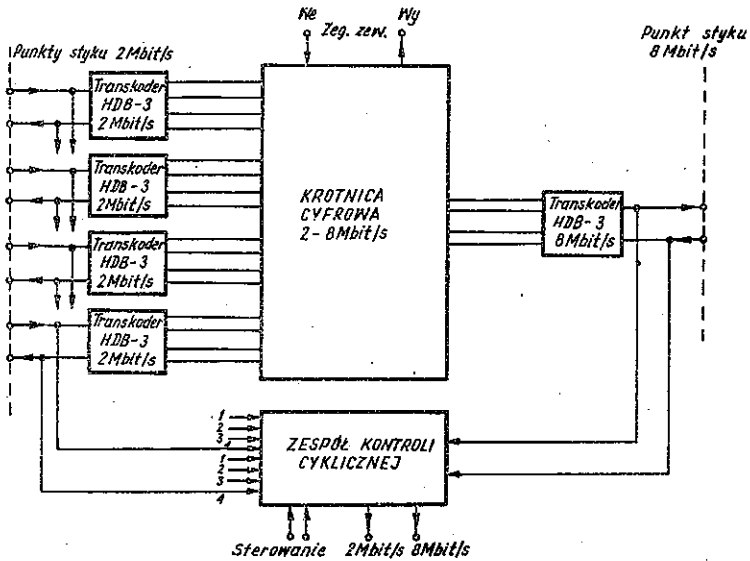 We Wy
Zeg. zew.
Punkty styku 2Mbit/s
Punkt styku
8 Mbit/s
Transkoder
HDB-3
2Mbit/s
Transkoder
HDB-3
2Mbit/s
Transkoder
HDB-3
2Mbit/s
Transkoder
HDB-3
2Mbit/s
KROTNICA
CYFROWA
2-8Mbit/s
Transkoder
HDB-3
8Mbit/s
1
2
3
4
1
2
3
4
ZESPÓŁ KONTROLI
CYKLICZNEJ
Sterowanie 2Mbit/s 8Mbit/s